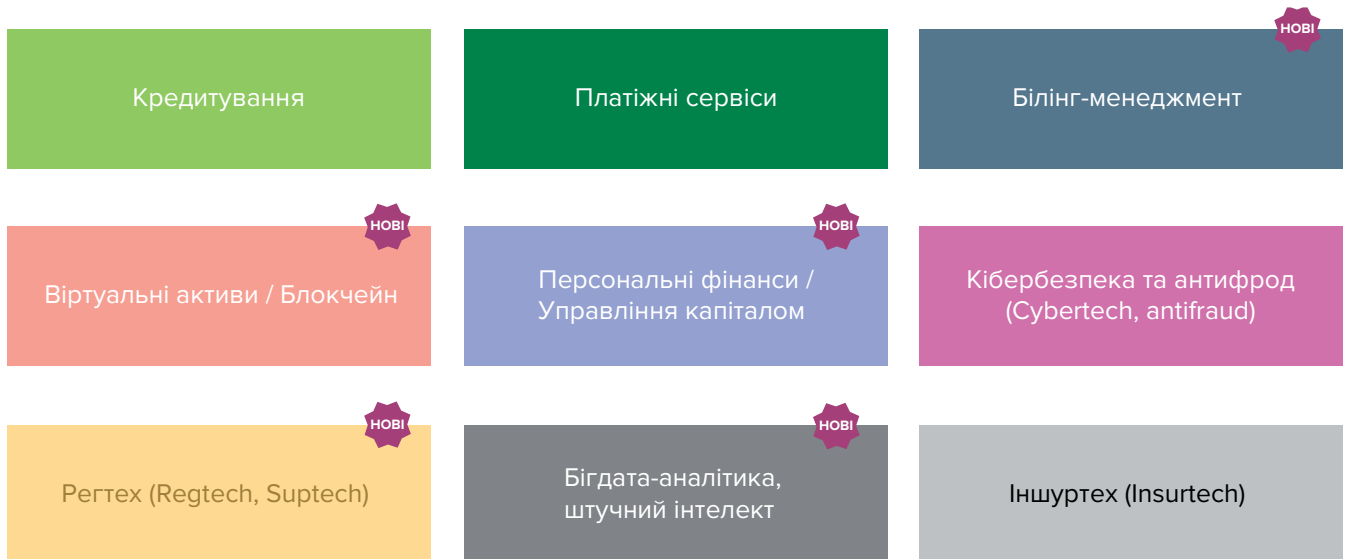 НОВІ
Кредитування
Платіжні сервіси
Білінг-менеджмент
НОВІ
НОВІ
Віртуальні активи / Блокчейн
Персональні фінанси /
Управління капіталом
Кібербезпека та антифрод
(Cybertech, antifraud)
НОВІ
НОВІ
Регтех (Regtech, Suptech)
Бігдата-аналітика,
штучний інтелект
Іншуртех (Insurtech)